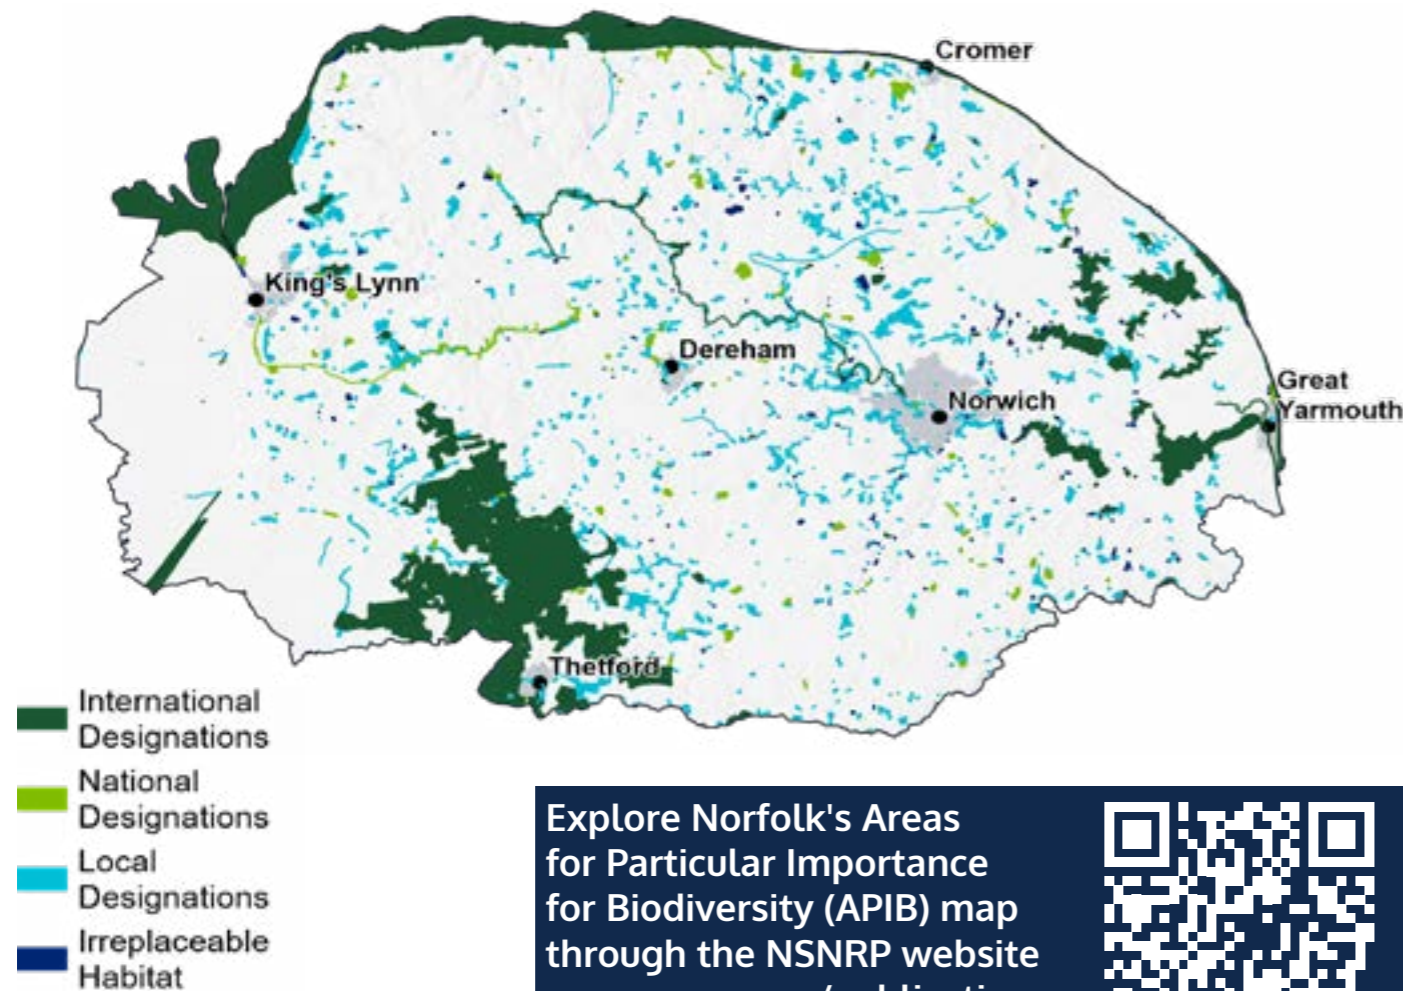 Cromer
King's Lynn
Dereham
Norwich
Great
Yarmouth
Thetford
International
Designations
National
Designations
Local
Designations
Irreplaceable
Habitat
Explore Norfolk's Areas
for Particular Importance
for Biodiversity (APIB) map
through the NSNRP website